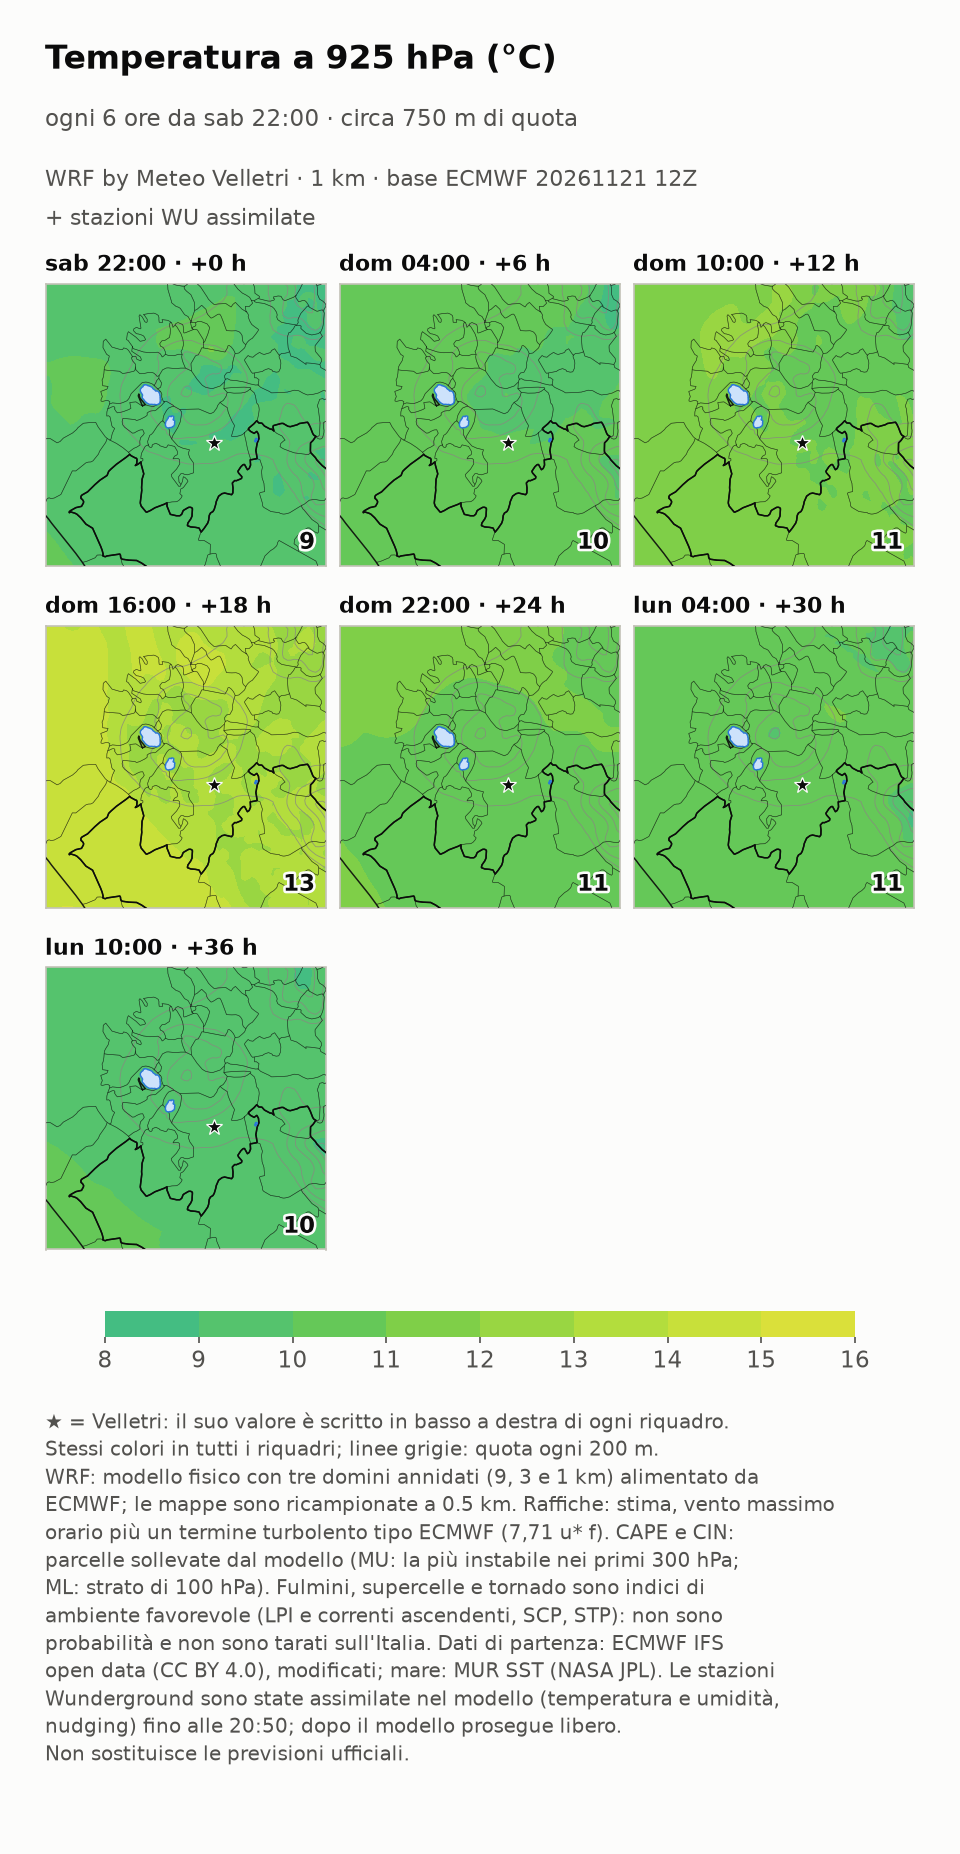 Temperatura a 925 hPa (°C)
ogni 6 ore da sab 22:00 · circa 750 m di quota
WRF by Meteo Velletri · 1 km · base ECMWF 20261121 12Z
+ stazioni WU assimilate
sab 22:00 · +0 h
dom 04:00 · +6 h
dom 10:00 · +12 h
9
10
11
dom 16:00 · +18 h
dom 22:00 · +24 h
lun 04:00 · +30 h
13
11
11
lun 10:00 · +36 h
10
8 9 10 11 12 13 14 15 16
★ = Velletri: il suo valore è scritto in basso a destra di ogni riquadro.
Stessi colori in tutti i riquadri; linee grigie: quota ogni 200 m.
WRF: modello fisico con tre domini annidati (9, 3 e 1 km) alimentato da
ECMWF; le mappe sono ricampionate a 0.5 km. Raffiche: stima, vento massimo
orario più un termine turbolento tipo ECMWF (7,71 u* f). CAPE e CIN:
parcelle sollevate dal modello (MU: la più instabile nei primi 300 hPa;
ML: strato di 100 hPa). Fulmini, supercelle e tornado sono indici di
ambiente favorevole (LPI e correnti ascendenti, SCP, STP): non sono
probabilità e non sono tarati sull'Italia. Dati di partenza: ECMWF IFS
open data (CC BY 4.0), modificati; mare: MUR SST (NASA JPL). Le stazioni
Wunderground sono state assimilate nel modello (temperatura e umidità,
nudging) fino alle 20:50; dopo il modello prosegue libero.
Non sostituisce le previsioni ufficiali.